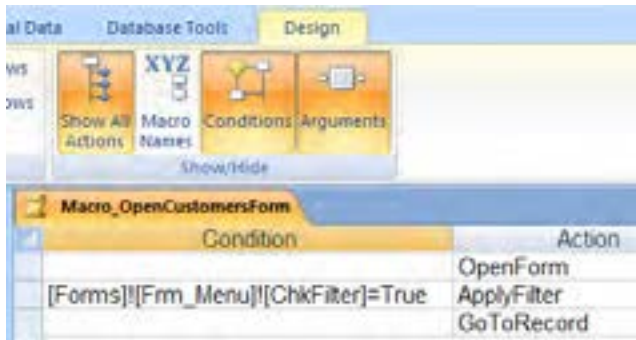 al Data Database Tools Design
ws
ows
Show All Actions
XYZ
Macro Names
Conditions
Arguments
Show/Hide
Macro_OpenCustomersForm
Condition Action
OpenForm
[Forms]![Frm_Menu]![ChkFilter]=True ApplyFilter
GoToRecord